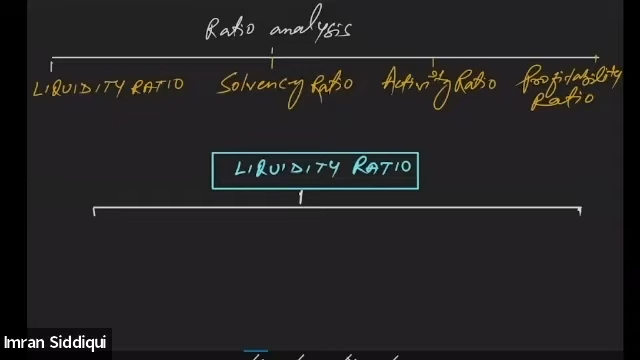 Ratio analysis
LIQUIDITY RATIO Solvency Ratio Activity Ratio Profitability
Ratio
LIQUIDITY RATIO
Imran Siddiqui